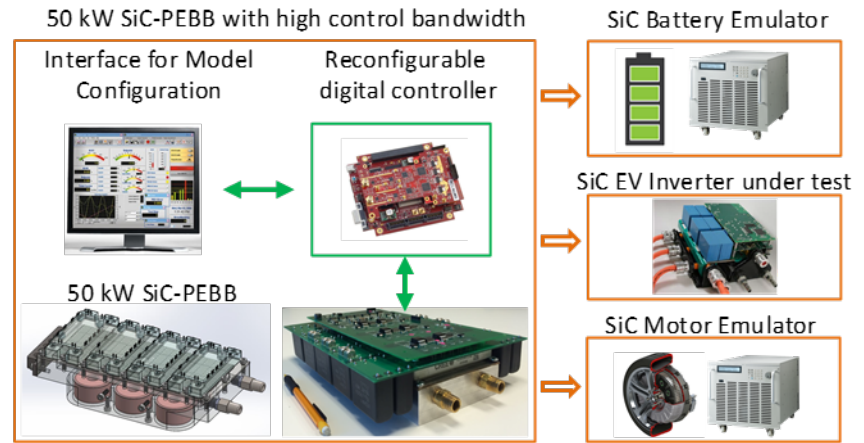 50 kW SiC-PEBB with high control bandwidth
Interface for Model
Configuration
Reconfigurable
digital controller
50 kW SiC-PEBB
SiC Battery Emulator
SiC EV Inverter under test
SiC Motor Emulator